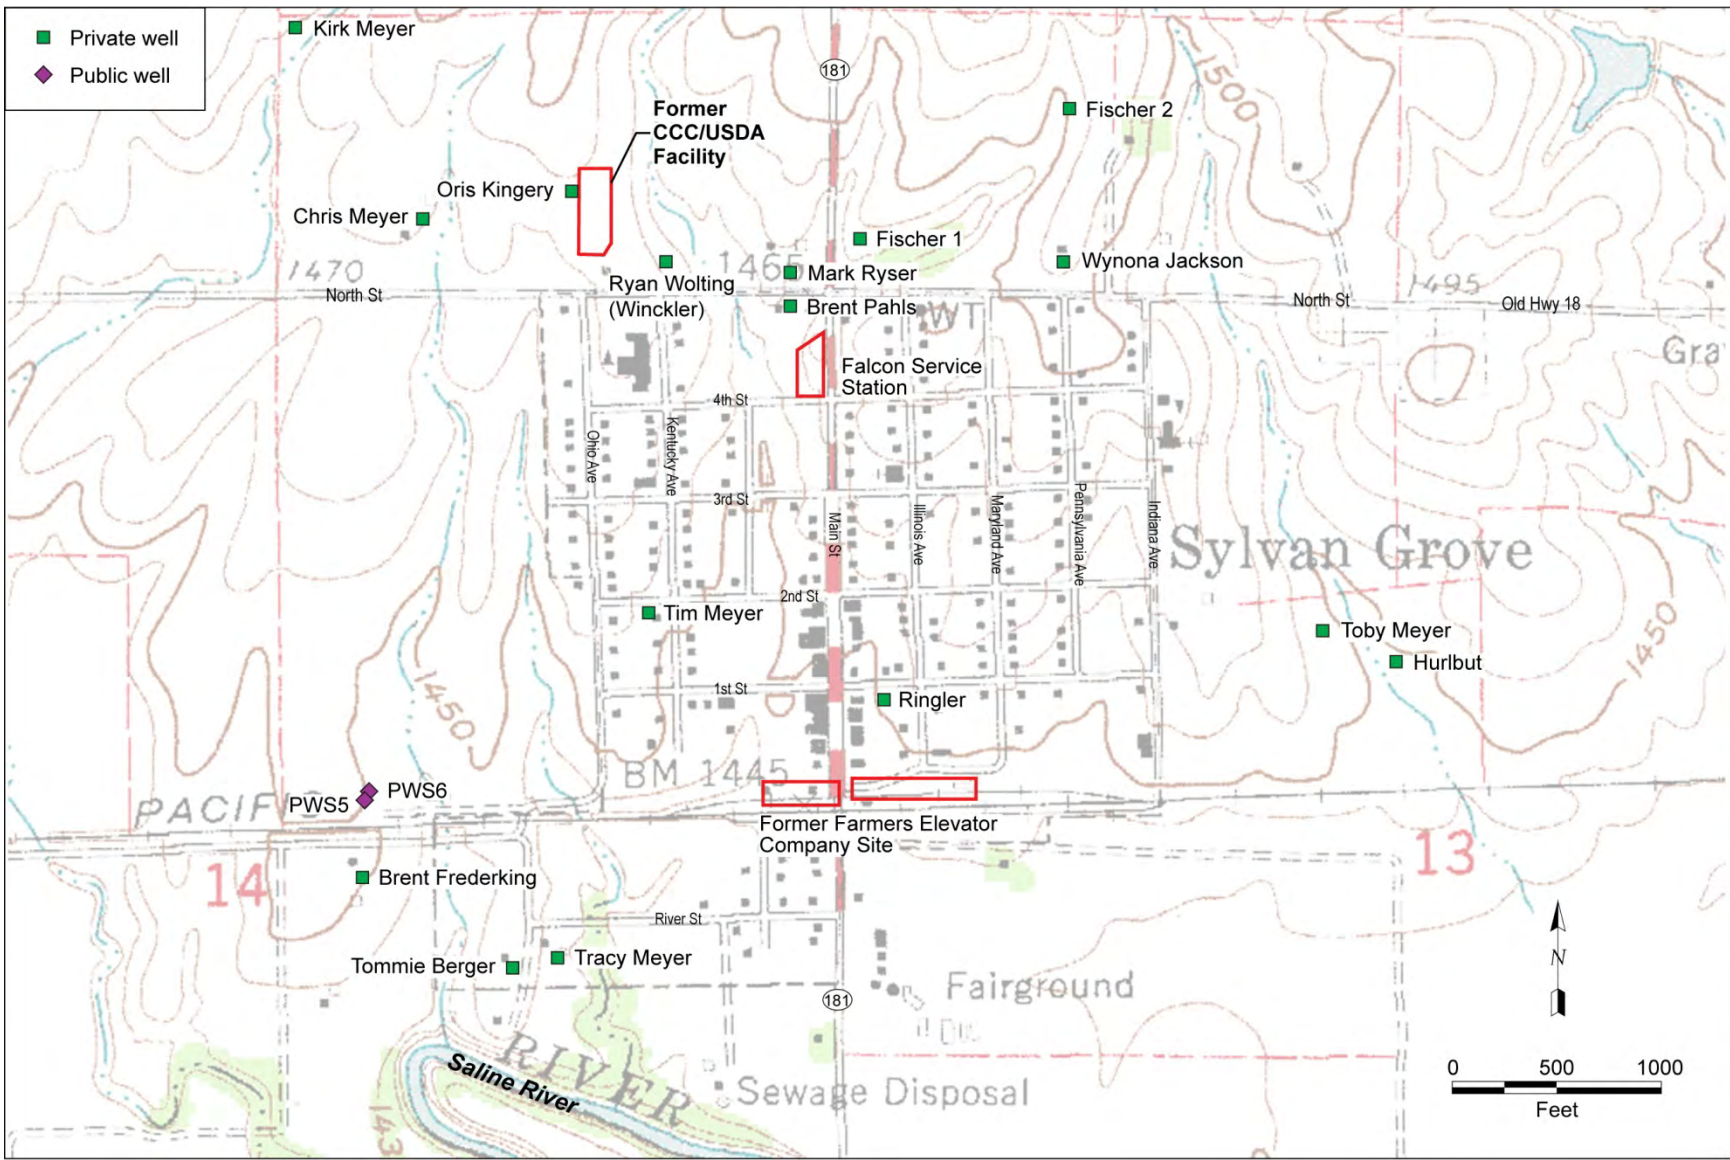 Private well
Public well
Kirk Meyer
181
Former
CCC/USDA
Facility
Fischer 2
1500
Oris Kingery
Chris Meyer
Fischer 1
1470
North St
Ryan Wolting
(Winckler)
1465
Mark Ryser
Brent Pahls
WT
Wynona Jackson
North St
1495
Old Hwy 18
Gra
Falcon Service
Station
4th St
Ohio Ave
Kentucky Ave
3rd St
Main St
Illinois Ave
Maryland Ave
Pennsylvania Ave
Indiana Ave
Sylvan Grove
2nd St
Tim Meyer
Toby Meyer
Hurlbut
1450
1st St
Ringler
1450
BM 1445
PWS6
PWS5
PACIFIC
Former Farmers Elevator
Company Site
14
13
Brent Frederking
River St
Tommie Berger
Tracy Meyer
181
Fairground
N
RIVER
Saline River
Sewage Disposal
143
0 500 1000
Feet